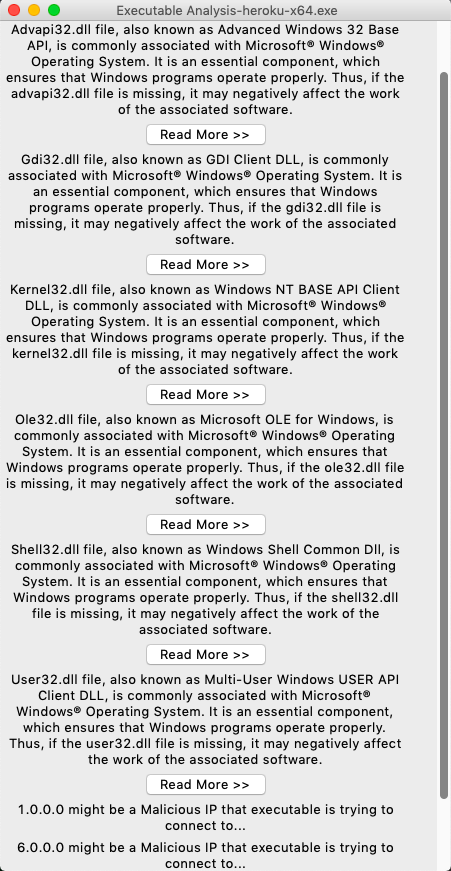 Executable Analysis-heroku-x64.exe
Advapi32.dll file, also known as Advanced Windows 32 Base
API, is commonly associated with Microsoft® Windows®
Operating System. It is an essential component, which
ensures that Windows programs operate properly. Thus, if the
advapi32.dll file is missing, it may negatively affect the work
of the associated software.
Read More >>
Gdi32.dll file, also known as GDI Client DLL, is commonly
associated with Microsoft® Windows® Operating System. It is
an essential component, which ensures that Windows
programs operate properly. Thus, if the gdi32.dll file is
missing, it may negatively affect the work of the associated
software.
Read More >>
Kernel32.dll file, also known as Windows NT BASE API Client
DLL, is commonly associated with Microsoft® Windows®
Operating System. It is an essential component, which
ensures that Windows programs operate properly. Thus, if the
kernel32.dll file is missing, it may negatively affect the work
of the associated software.
Read More >>
Ole32.dll file, also known as Microsoft OLE for Windows, is
commonly associated with Microsoft® Windows® Operating
System. It is an essential component, which ensures that
Windows programs operate properly. Thus, if the ole32.dll file
is missing, it may negatively affect the work of the associated
software.
Read More >>
Shell32.dll file, also known as Windows Shell Common Dll, is
commonly associated with Microsoft® Windows® Operating
System. It is an essential component, which ensures that
Windows programs operate properly. Thus, if the shell32.dll
file is missing, it may negatively affect the work of the
associated software.
Read More >>
User32.dll file, also known as Multi-User Windows USER API
Client DLL, is commonly associated with Microsoft®
Windows® Operating System. It is an essential component,
which ensures that Windows programs operate properly.
Thus, if the user32.dll file is missing, it may negatively affect
the work of the associated software.
Read More >>
1.0.0.0 might be a Malicious IP that executable is trying to
connect to...
6.0.0.0 might be a Malicious IP that executable is trying to
connect to...